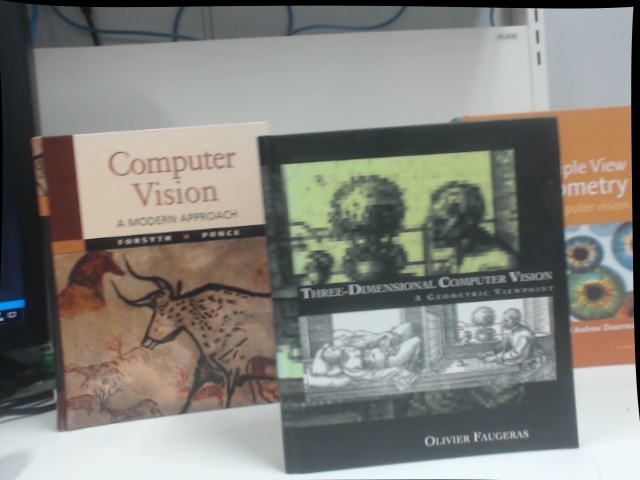 Computer
Vision
A MODERN APPROACH
FORSYTH • PONCE
THREE-DIMENSIONAL COMPUTER VISION
A GEOMETRIC VIEWPOINT
OLIVIER FAUGERAS
ple View
ometry
puter vision
Andrew Zisserman